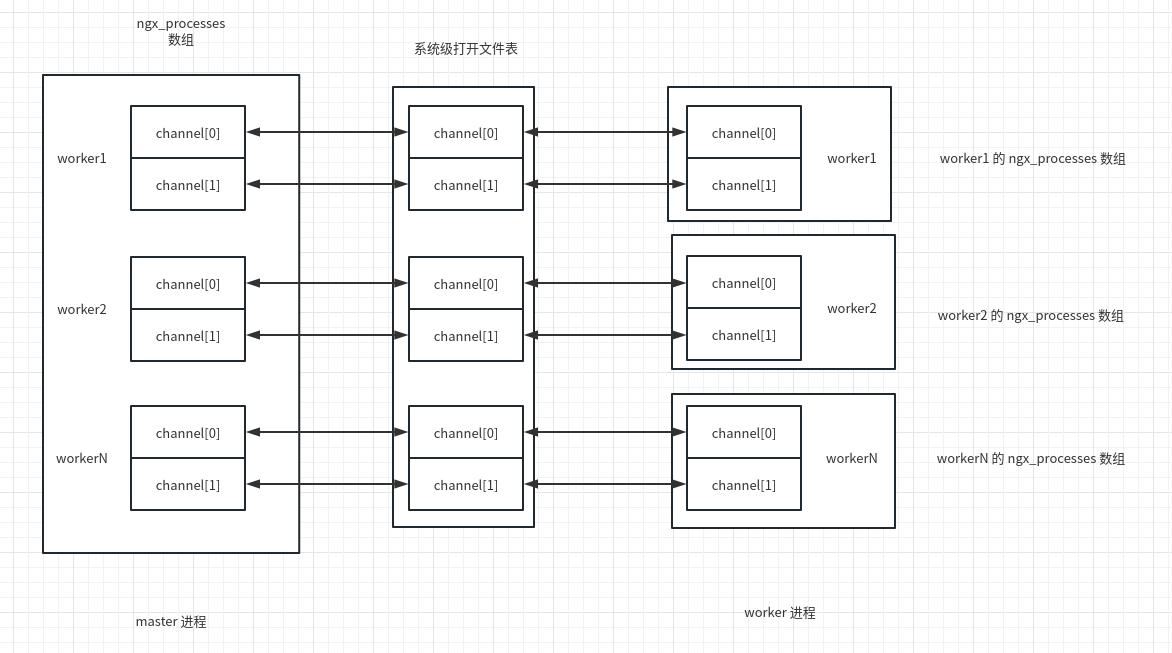 ngx_processes
数组
系统级打开文件表
worker1
channel[0]
channel[1]
channel[0]
channel[1]
channel[0]
channel[1]
worker1
worker1 的 ngx_processes 数组
worker2
channel[0]
channel[1]
channel[0]
channel[1]
channel[0]
channel[1]
worker2
worker2 的 ngx_processes 数组
workerN
channel[0]
channel[1]
channel[0]
channel[1]
channel[0]
channel[1]
workerN
workerN 的 ngx_processes 数组
master 进程
worker 进程